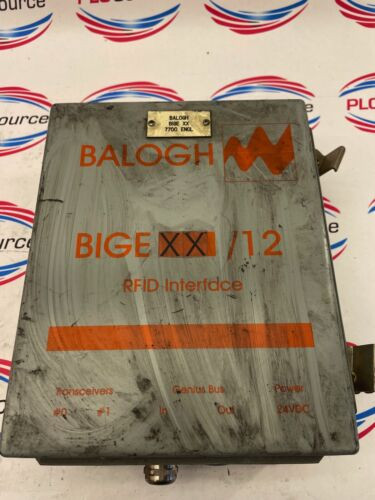 BALOGH
BIGE XX
7700 ENGL
BALOGH
BIGE XX /12
RFID Interface
Transceivers Genius Bus Power
#0 #1 In Out 24VDC